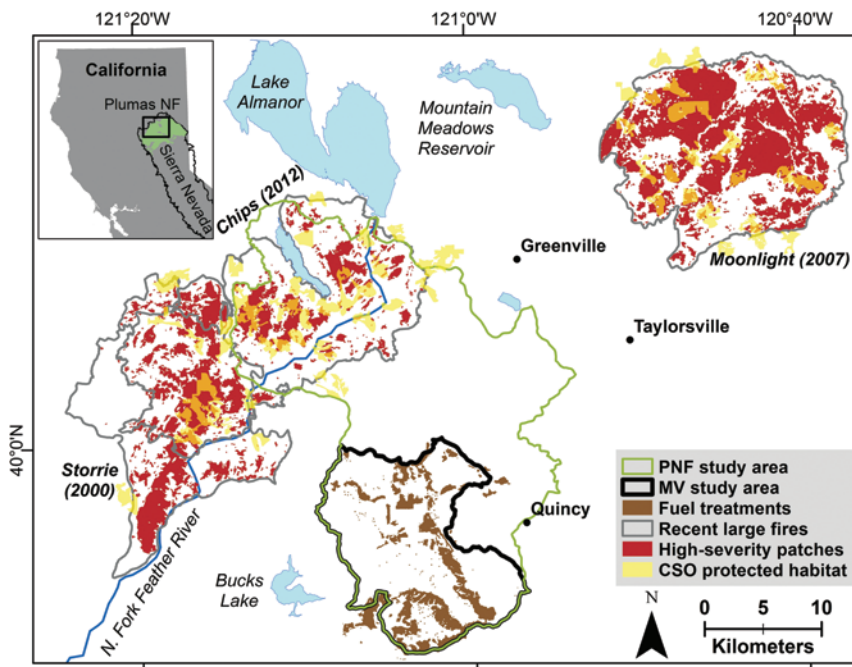 121°20'W
121°0'W
120°40'W
California
Plumas NF
Sierra Nevada
Lake
Almanor
Mountain
Meadows
Reservoir
Chips (2012)
Greenville
Moonlight (2007)
Taylorsville
40°0'N
Storrie
(2000)
Quincy
N. Fork Feather River
Bucks
Lake
PNF study area
MV study area
Fuel treatments
Recent large fires
High-severity patches
CSO protected habitat
N
0 5 10
Kilometers